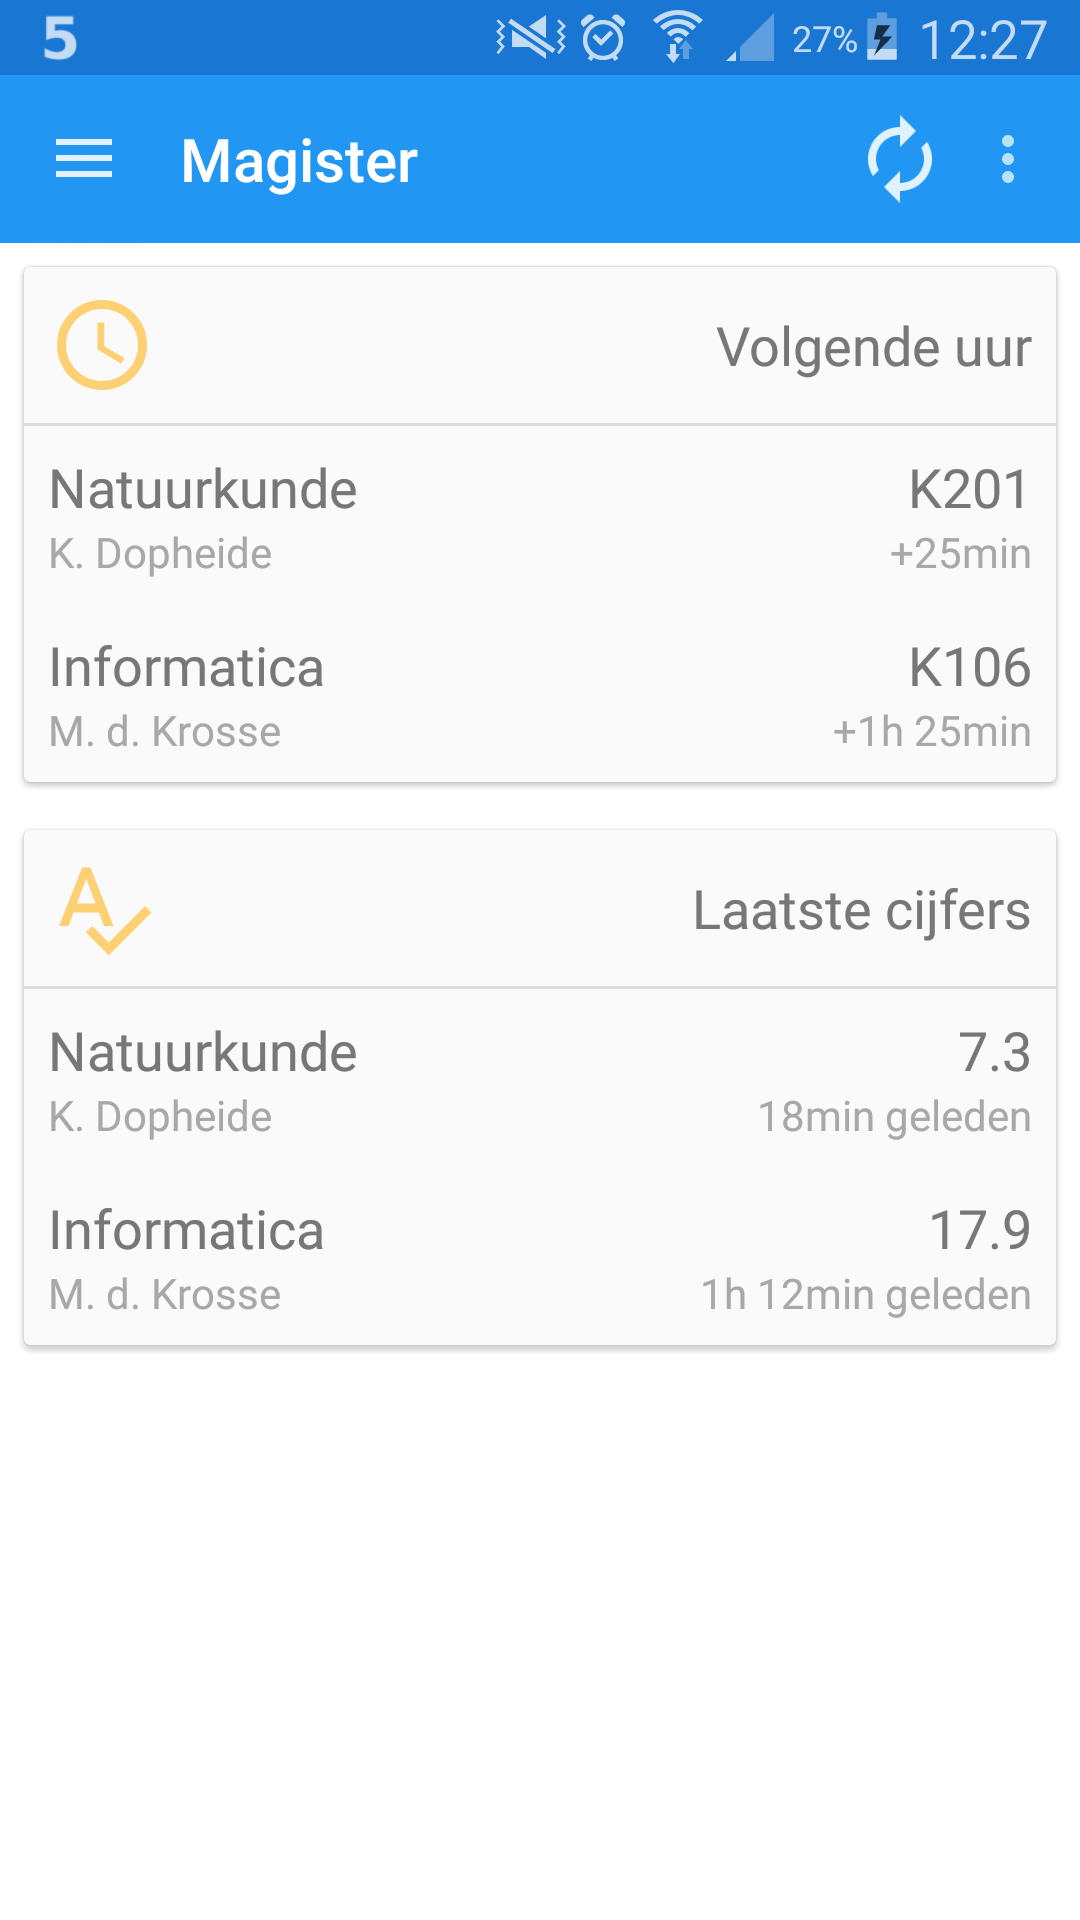 5 27% 12:27
Magister
Volgende uur
Natuurkunde K201
K. Dopheide +25min
Informatica K106
M. d. Krosse +1h 25min
A Laatste cijfers
Natuurkunde 7.3
K. Dopheide 18min geleden
Informatica 17.9
M. d. Krosse 1h 12min geleden